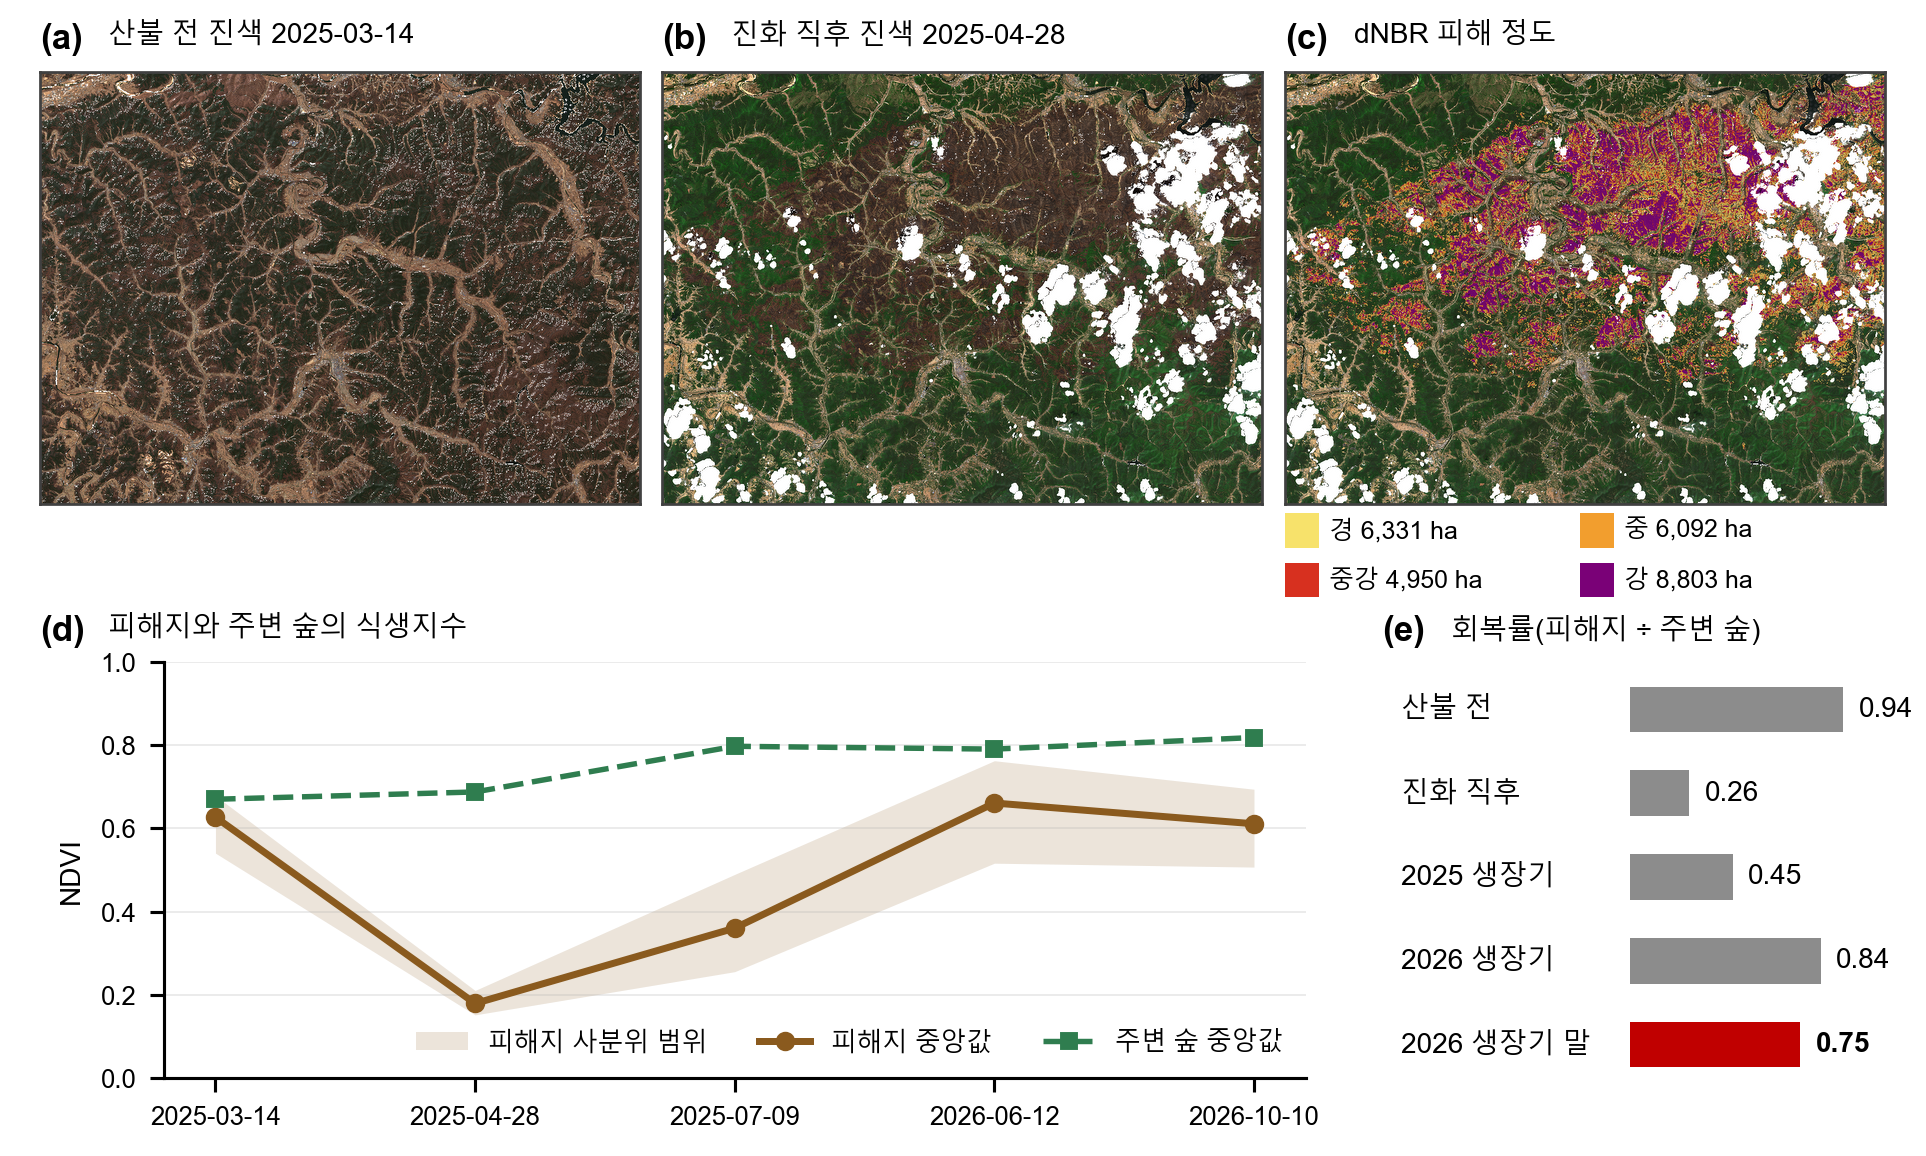 (a) 산불 전 진색 2025-03-14
(b) 진화 직후 진색 2025-04-28
(c) dNBR 피해 정도
경 6,331 ha
중 6,092 ha
중강 4,950 ha
강 8,803 ha
(d) 피해지와 주변 숲의 식생지수
NDVI
1.0
0.8
0.6
0.4
0.2
0.0
피해지 사분위 범위
피해지 중앙값
주변 숲 중앙값
2025-03-14
2025-04-28
2025-07-09
2026-06-12
2026-10-10
(e) 회복률(피해지 ÷ 주변 숲)
산불 전 0.94
진화 직후 0.26
2025 생장기 0.45
2026 생장기 0.84
2026 생장기 말 0.75